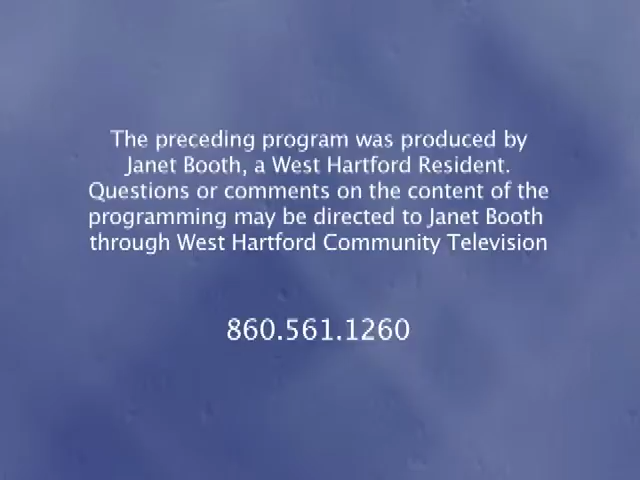 The preceding program was produced by
Janet Booth, a West Hartford Resident.
Questions or comments on the content of the
programming may be directed to Janet Booth
through West Hartford Community Television
860.561.1260